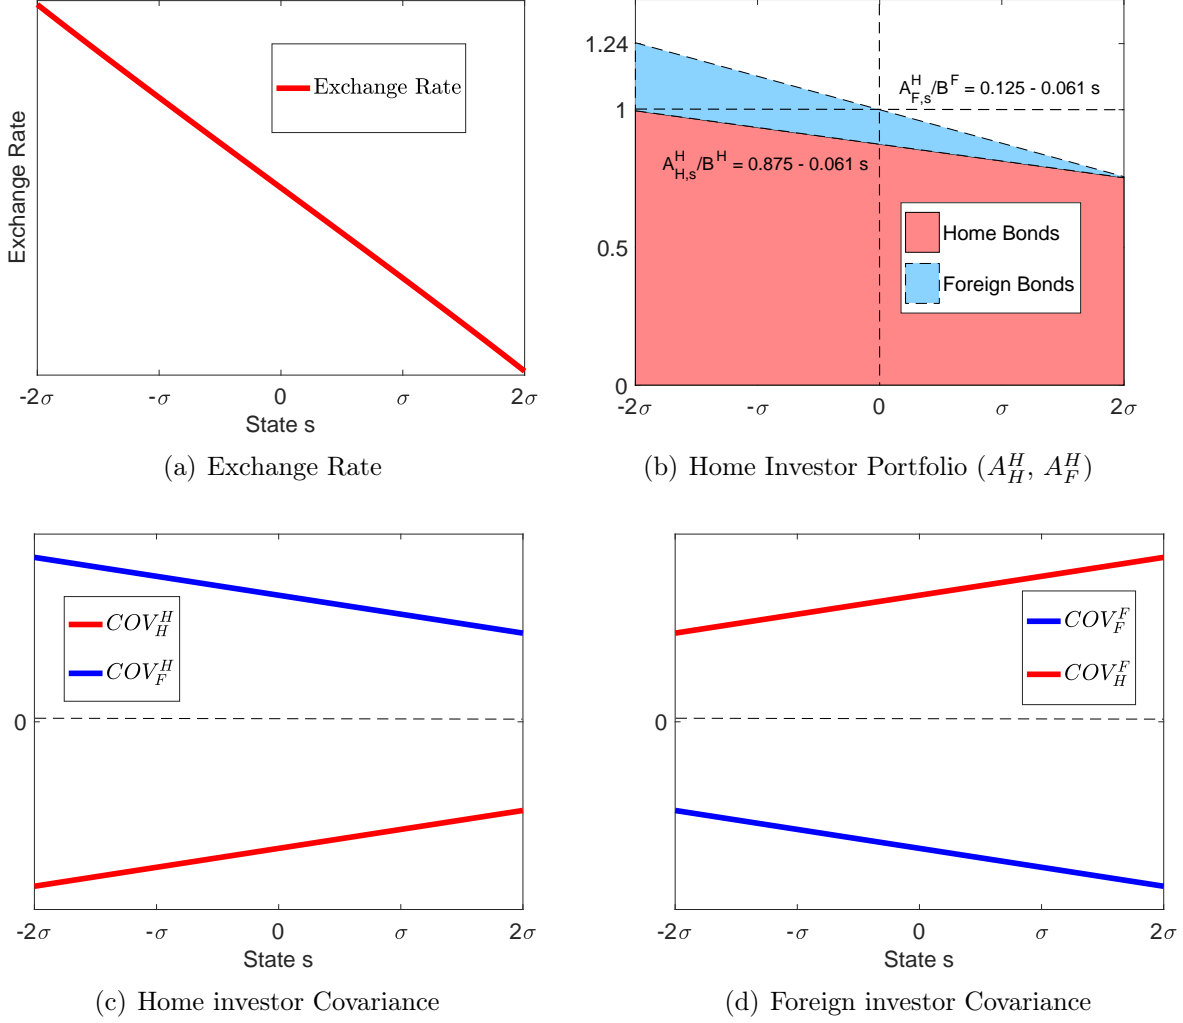 Exchange Rate
Exchange Rate
-2σ -σ 0 σ 2σ
State s
(a) Exchange Rate
1.24
1
0.5
0
A^H_{F,s}/B^F = 0.125 - 0.061 s
A^H_{H,s}/B^H = 0.875 - 0.061 s
Home Bonds
Foreign Bonds
-2σ -σ 0 σ 2σ
(b) Home Investor Portfolio (A^H_H, A^H_F)
COV^H_H
COV^H_F
0
-2σ -σ 0 σ 2σ
State s
(c) Home investor Covariance
COV^F_F
COV^F_H
0
-2σ -σ 0 σ 2σ
State s
(d) Foreign investor Covariance